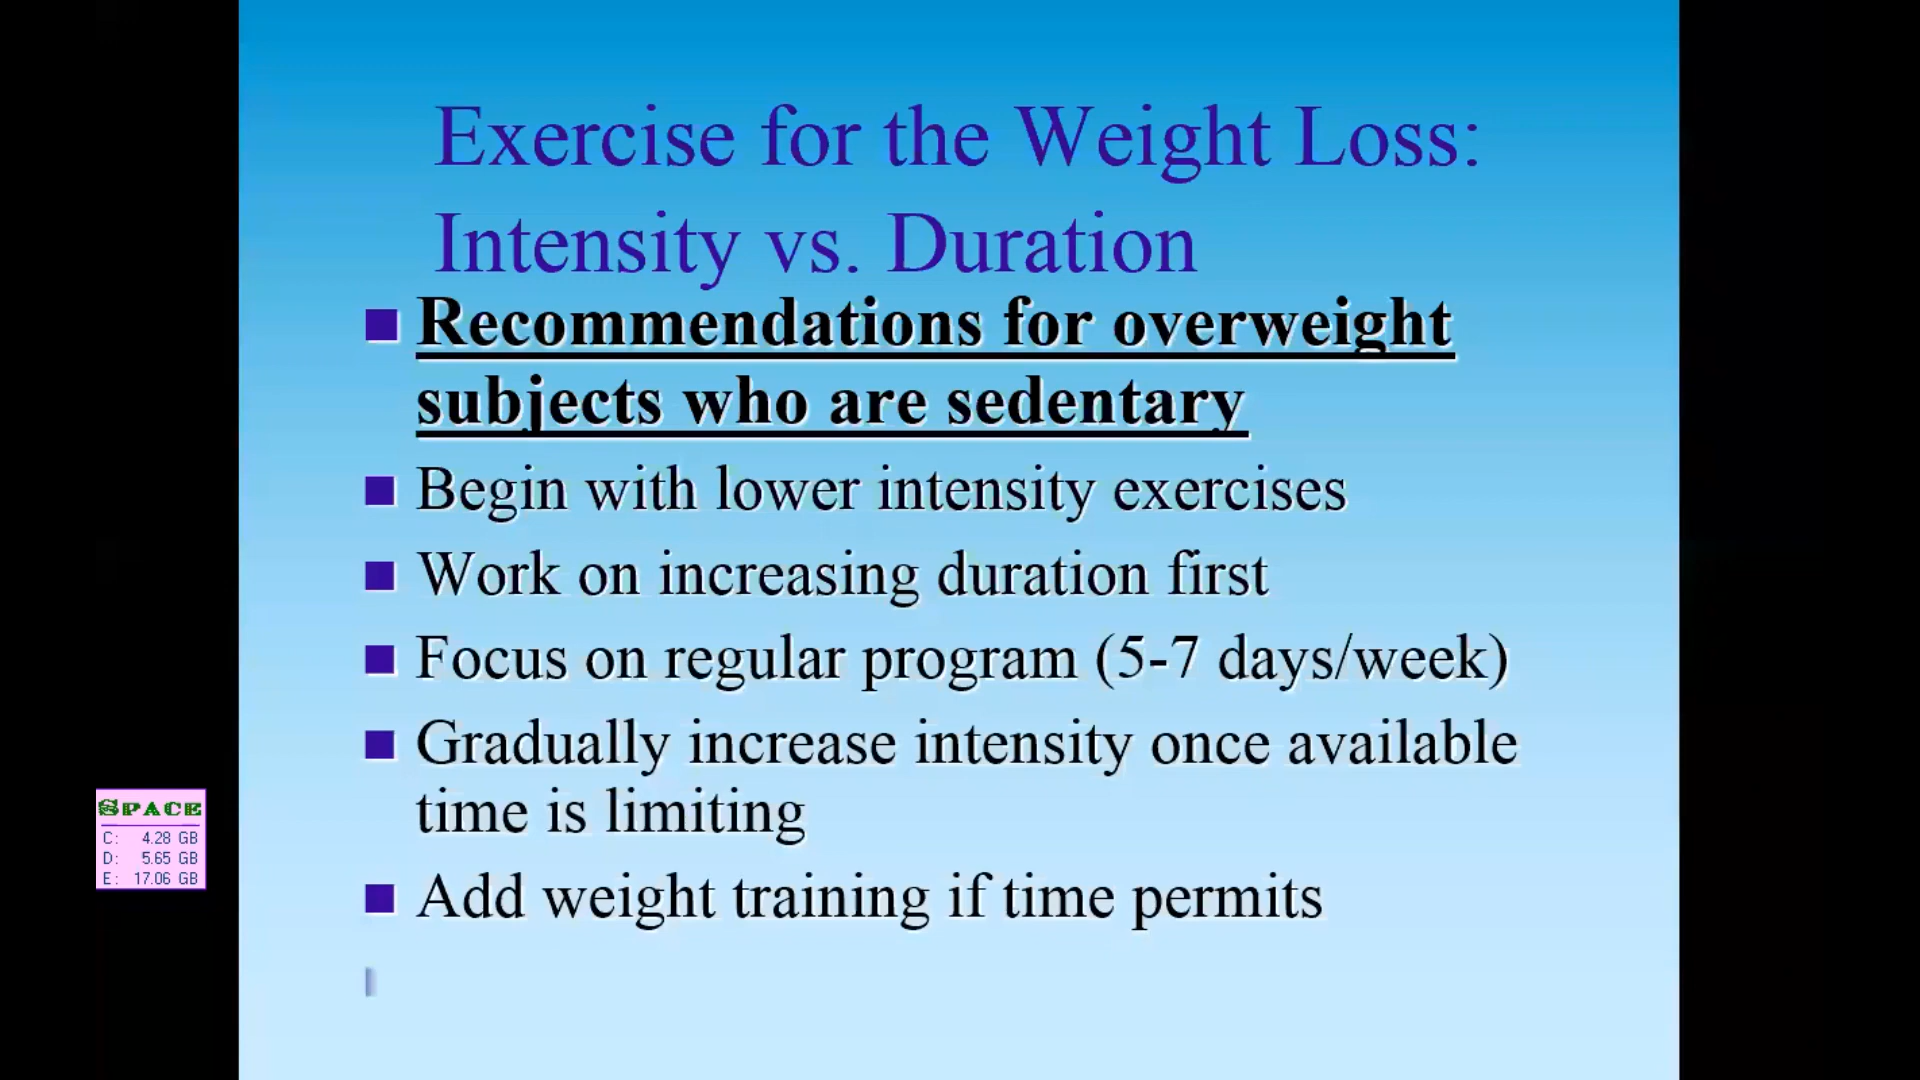 Exercise for the Weight Loss:
Intensity vs. Duration
Recommendations for overweight
subjects who are sedentary
Begin with lower intensity exercises
Work on increasing duration first
Focus on regular program (5-7 days/week)
Gradually increase intensity once available
time is limiting
Add weight training if time permits
SPACE
C: 4.28 GB
D: 5.65 GB
E: 17.06 GB